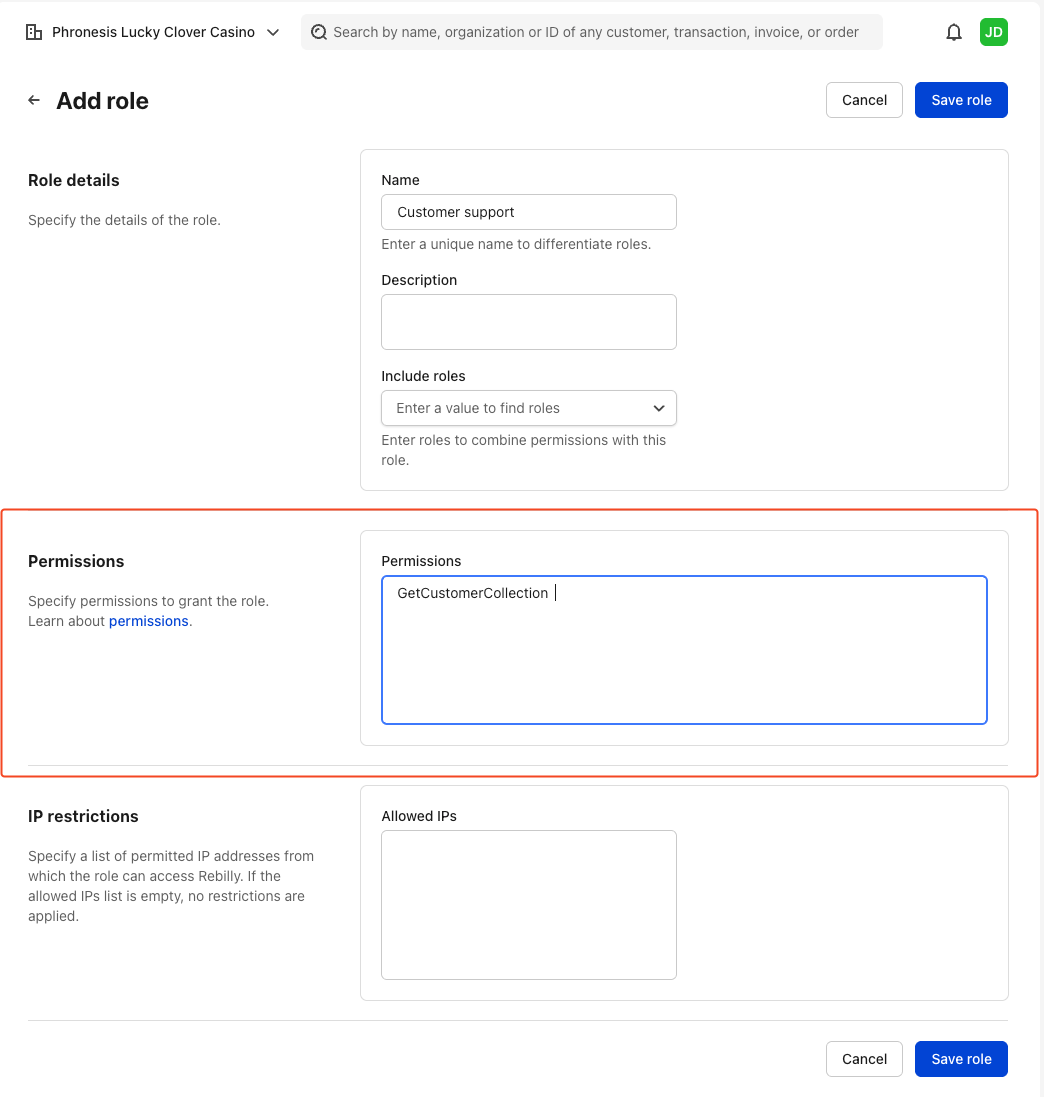 Phronesis Lucky Clover Casino
Search by name, organization or ID of any customer, transaction, invoice, or order
JD
Add role
Cancel
Save role
Role details
Specify the details of the role.
Name
Customer support
Enter a unique name to differentiate roles.
Description
Include roles
Enter a value to find roles
Enter roles to combine permissions with this
role.
Permissions
Specify permissions to grant the role.
Learn about permissions.
Permissions
GetCustomerCollection
IP restrictions
Specify a list of permitted IP addresses from
which the role can access Rebilly. If the
allowed IPs list is empty, no restrictions are
applied.
Allowed IPs
Cancel
Save role